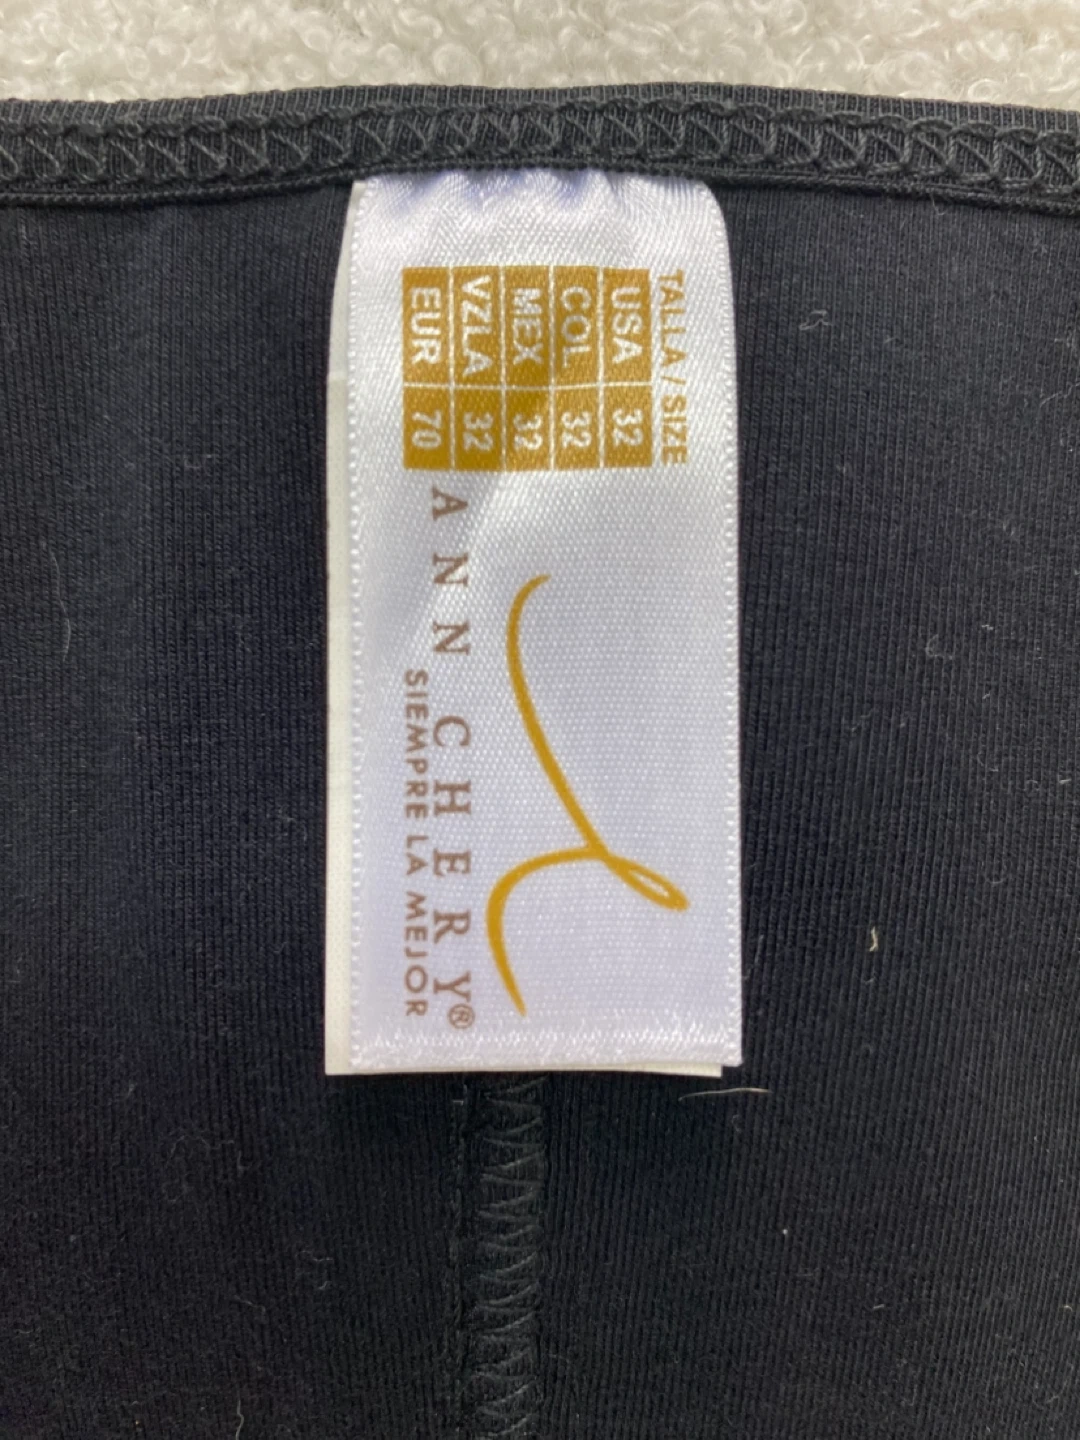 TALLA / SIZE
USA 32
COL 32
MEX 32
VZLA 32
EUR 70
ANN CHERY®
SIEMPRE LA MEJOR